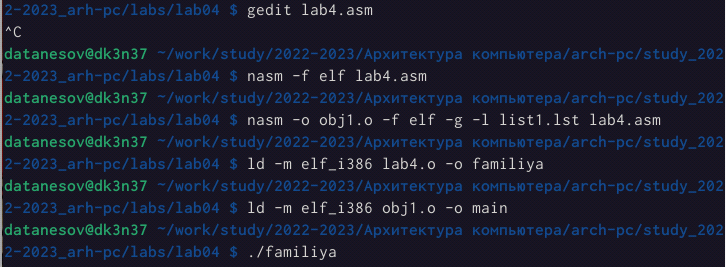 2-2023_arh-pc/labs/lab04 $ gedit lab4.asm
^C
datanesov@dk3n37 ~/work/study/2022-2023/Архитектура компьютера/arch-pc/study_202
2-2023_arh-pc/labs/lab04 $ nasm -f elf lab4.asm
datanesov@dk3n37 ~/work/study/2022-2023/Архитектура компьютера/arch-pc/study_202
2-2023_arh-pc/labs/lab04 $ nasm -o obj1.o -f elf -g -l list1.lst lab4.asm
datanesov@dk3n37 ~/work/study/2022-2023/Архитектура компьютера/arch-pc/study_202
2-2023_arh-pc/labs/lab04 $ ld -m elf_i386 lab4.o -o familiya
datanesov@dk3n37 ~/work/study/2022-2023/Архитектура компьютера/arch-pc/study_202
2-2023_arh-pc/labs/lab04 $ ld -m elf_i386 obj1.o -o main
datanesov@dk3n37 ~/work/study/2022-2023/Архитектура компьютера/arch-pc/study_202
2-2023_arh-pc/labs/lab04 $ ./familiya